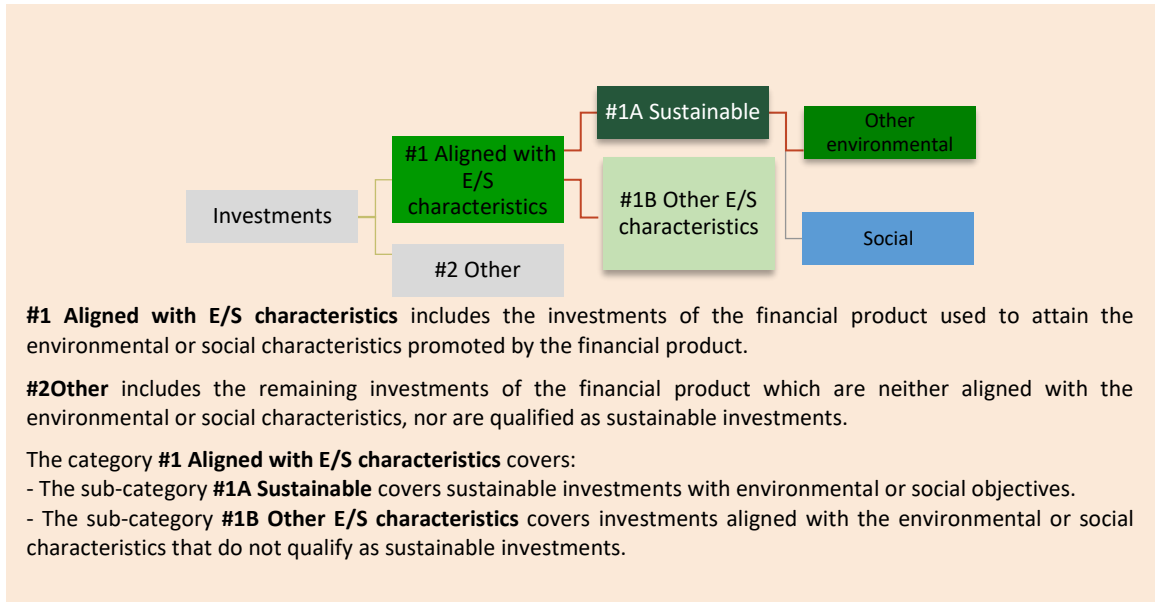 #1A Sustainable
Other
environmental
#1 Aligned with
E/S
characteristics
#1B Other E/S
characteristics
Investments
Social
#2 Other
#1 Aligned with E/S characteristics includes the investments of the financial product used to attain the
environmental or social characteristics promoted by the financial product.
#2Other includes the remaining investments of the financial product which are neither aligned with the
environmental or social characteristics, nor are qualified as sustainable investments.
The category #1 Aligned with E/S characteristics covers:
- The sub-category #1A Sustainable covers sustainable investments with environmental or social objectives.
- The sub-category #1B Other E/S characteristics covers investments aligned with the environmental or social
characteristics that do not qualify as sustainable investments.